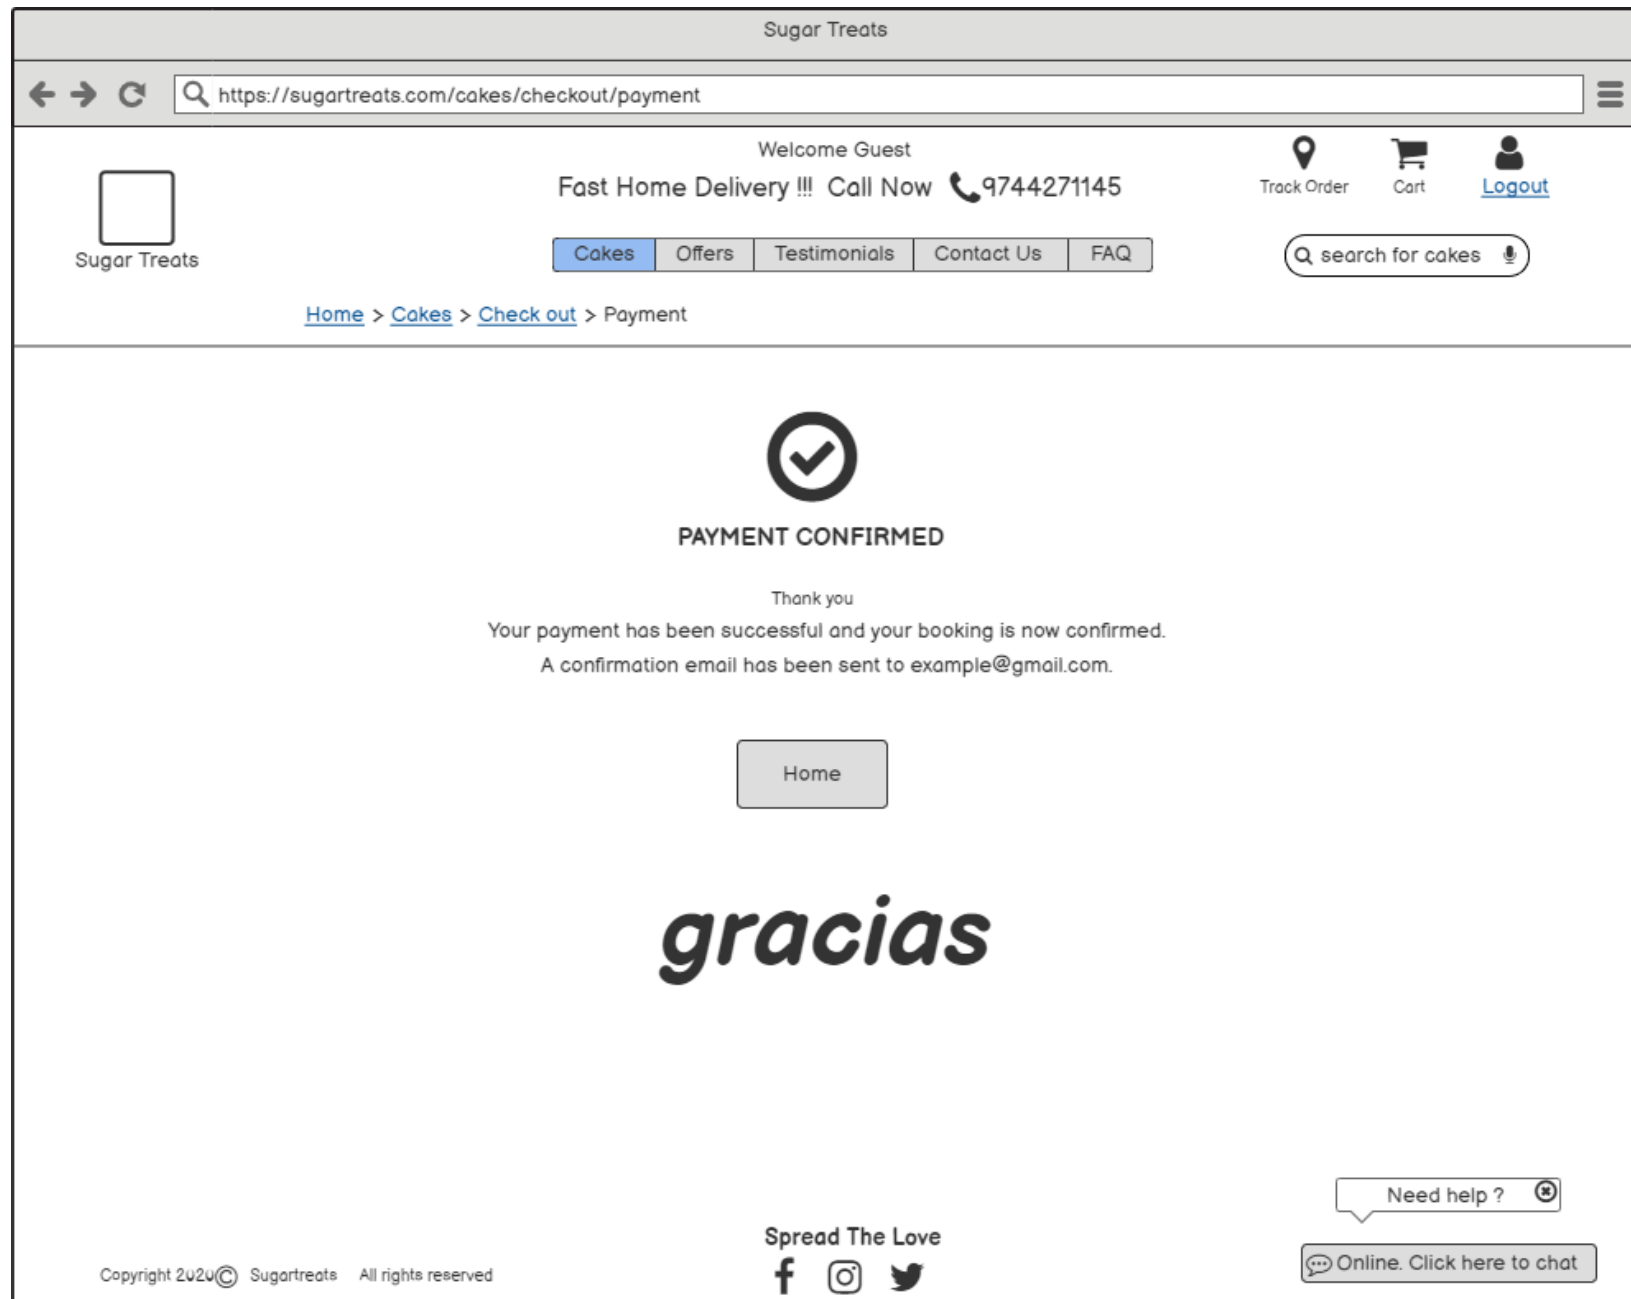 Sugar Treats
https://sugartreats.com/cakes/checkout/payment
Welcome Guest
Fast Home Delivery !!! Call Now 9744271145
Track Order Cart Logout
Sugar Treats
Cakes Offers Testimonials Contact Us FAQ
search for cakes
Home > Cakes > Check out > Payment
PAYMENT CONFIRMED
Thank you
Your payment has been successful and your booking is now confirmed.
A confirmation email has been sent to example@gmail.com.
Home
gracias
Need help ?
Spread The Love
Online. Click here to chat
Copyright 2020© Sugartreats All rights reserved